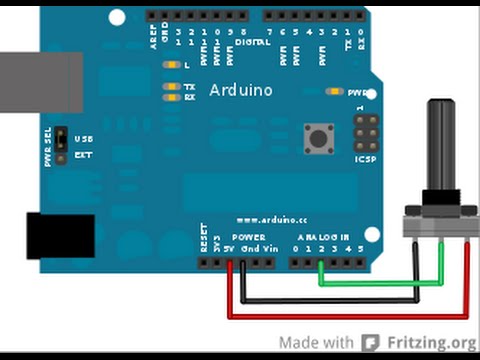 AREF
GND
13
12
11 PWM
10 PWM
9 PWM
8
DIGITAL
7
6 PWM
5 PWM
4
3 PWM
2
1 TX
0 RX
L
TX
RX
Arduino
PWR
PWR SEL
USB
EXT
1
ICSP
www.arduino.cc
POWER
ANALOG IN
RESET
3V3
5V
Gnd
Vin
0 1 2 3 4 5
Made with Fritzing.org